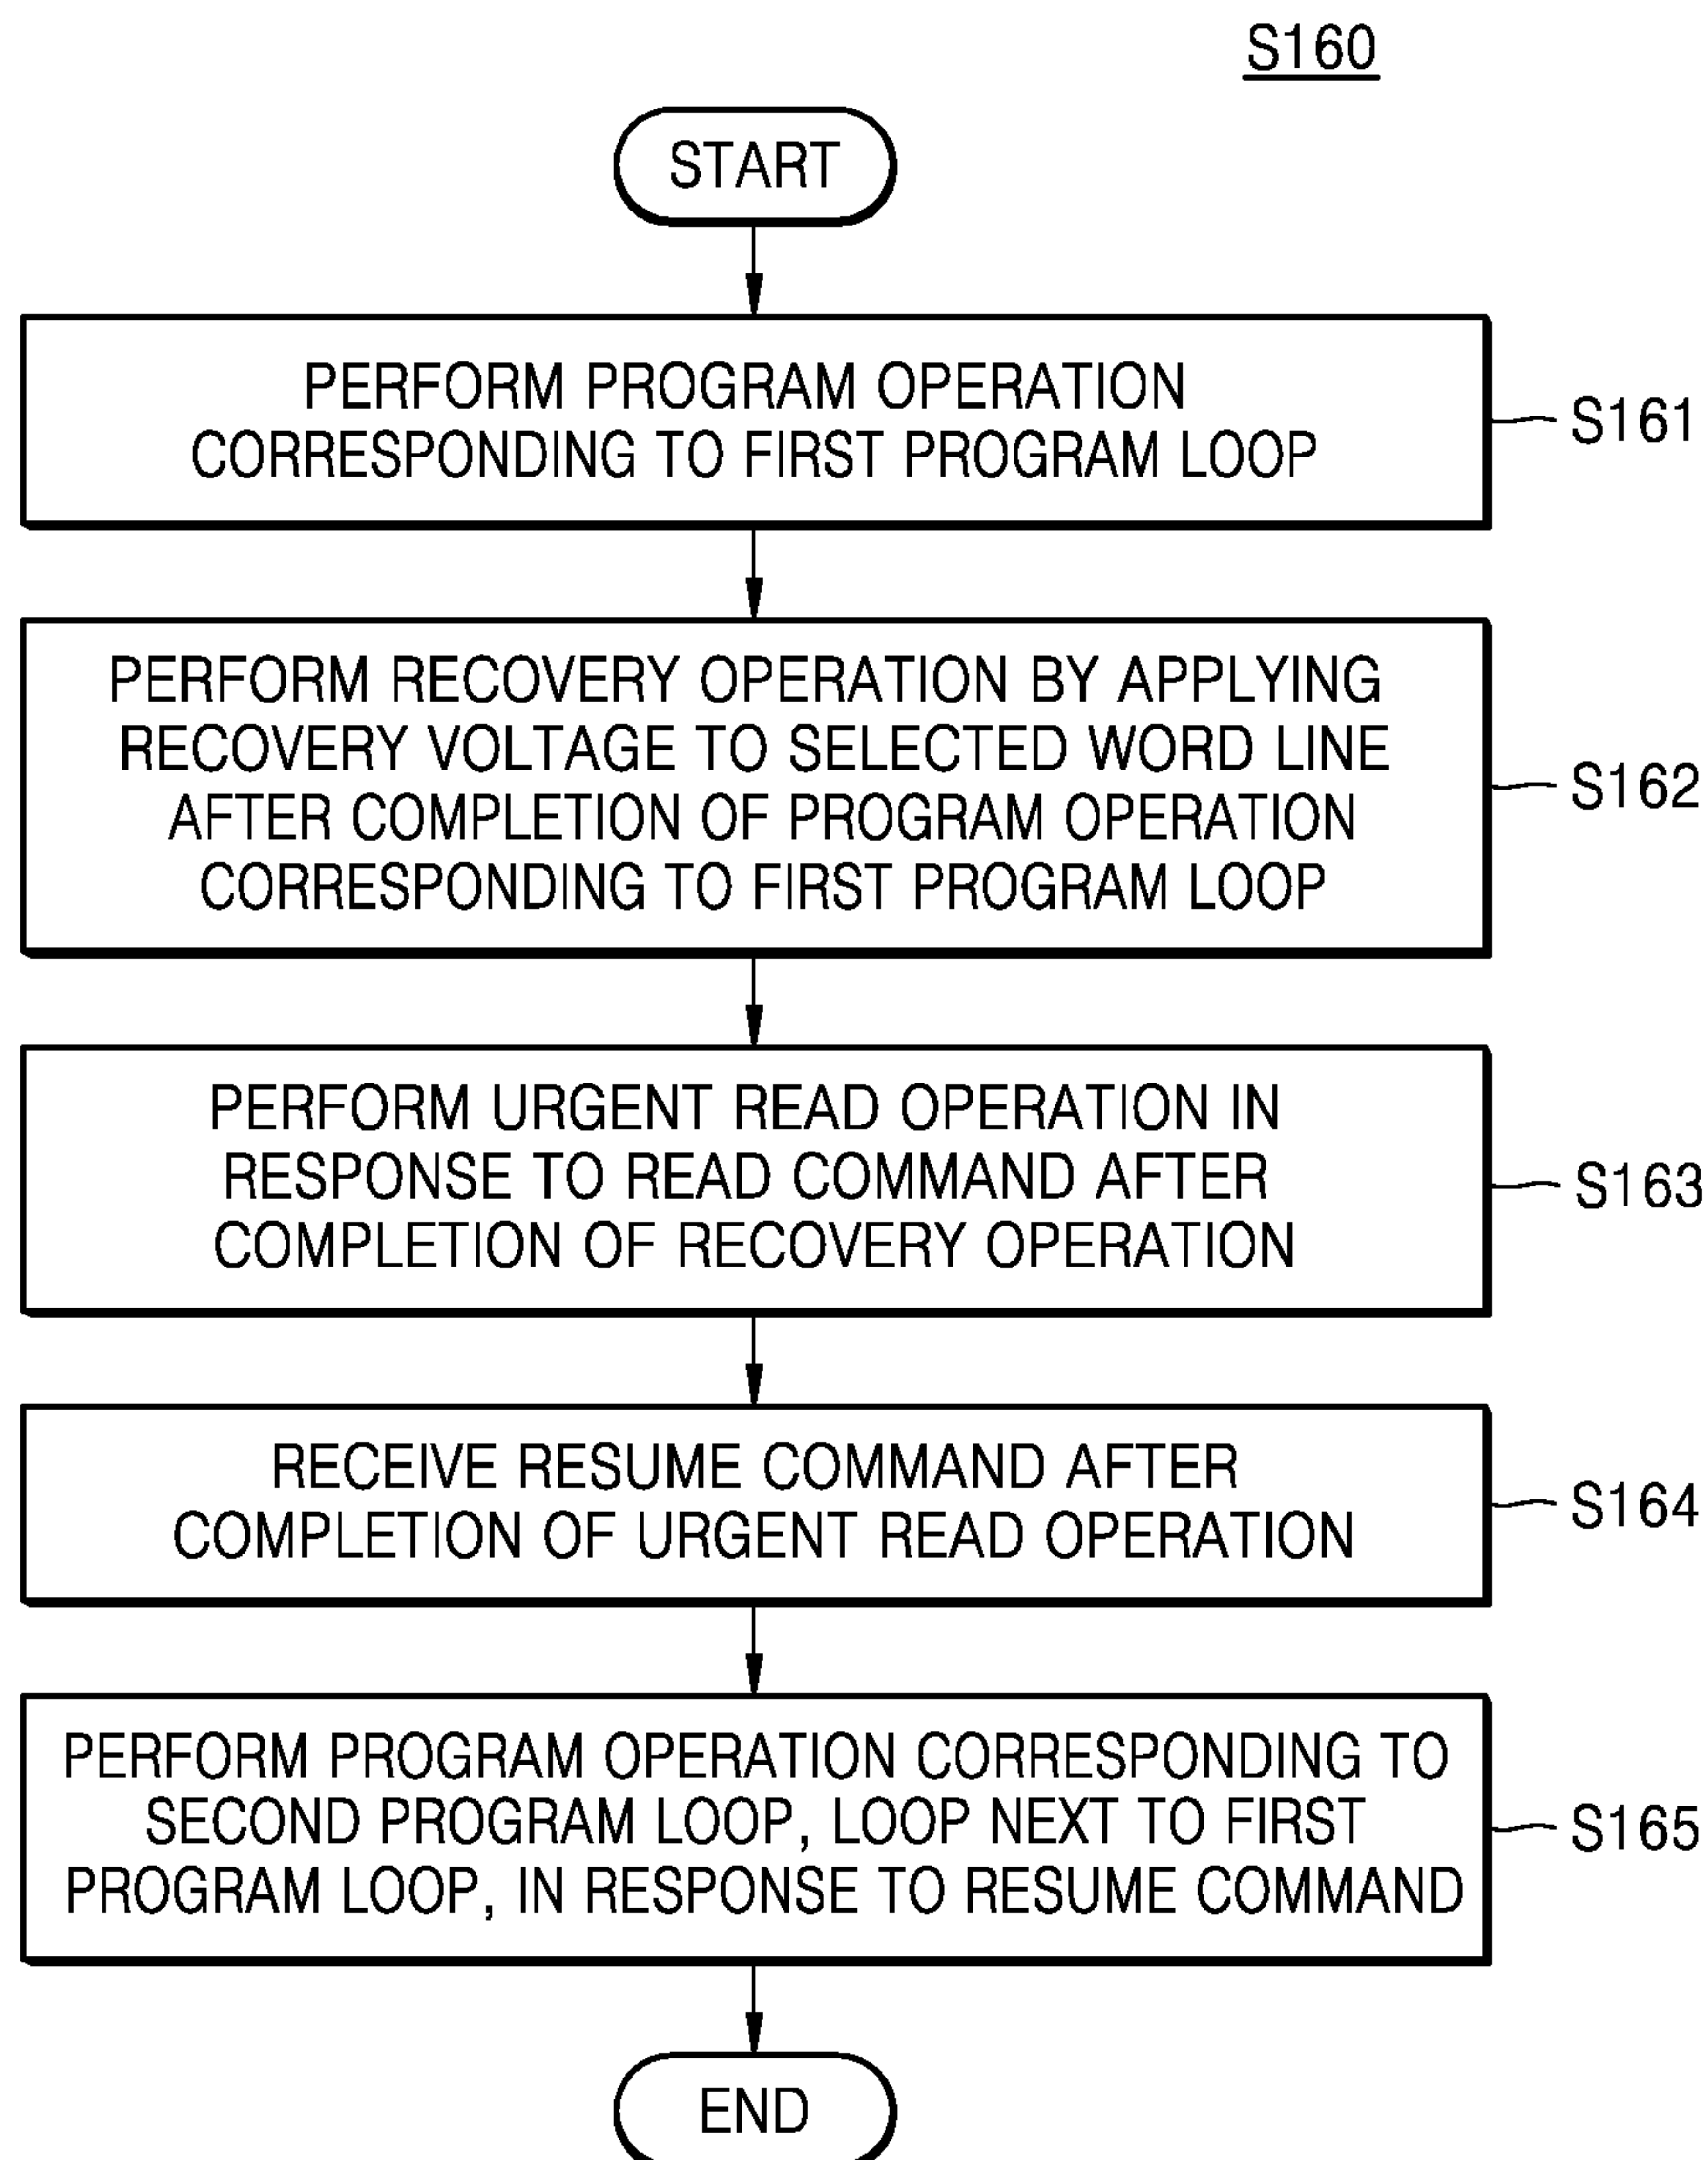 S160
START
PERFORM PROGRAM OPERATION
CORRESPONDING TO FIRST PROGRAM LOOP
S161
PERFORM RECOVERY OPERATION BY APPLYING
RECOVERY VOLTAGE TO SELECTED WORD LINE
AFTER COMPLETION OF PROGRAM OPERATION
CORRESPONDING TO FIRST PROGRAM LOOP
S162
PERFORM URGENT READ OPERATION IN
RESPONSE TO READ COMMAND AFTER
COMPLETION OF RECOVERY OPERATION
S163
RECEIVE RESUME COMMAND AFTER
COMPLETION OF URGENT READ OPERATION
S164
PERFORM PROGRAM OPERATION CORRESPONDING TO
SECOND PROGRAM LOOP, LOOP NEXT TO FIRST
PROGRAM LOOP, IN RESPONSE TO RESUME COMMAND
S165
END